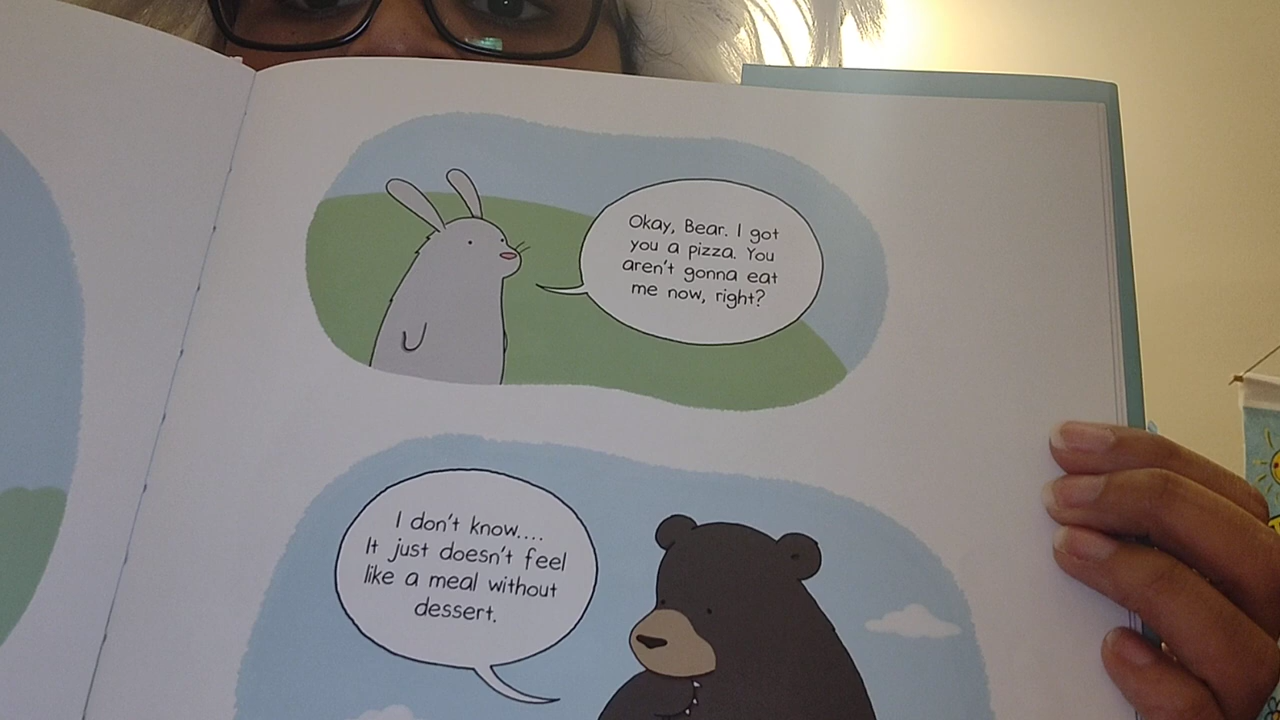 Okay, Bear. I got
you a pizza. You
aren't gonna eat
me now, right?
I don't know....
It just doesn't feel
like a meal without
dessert.